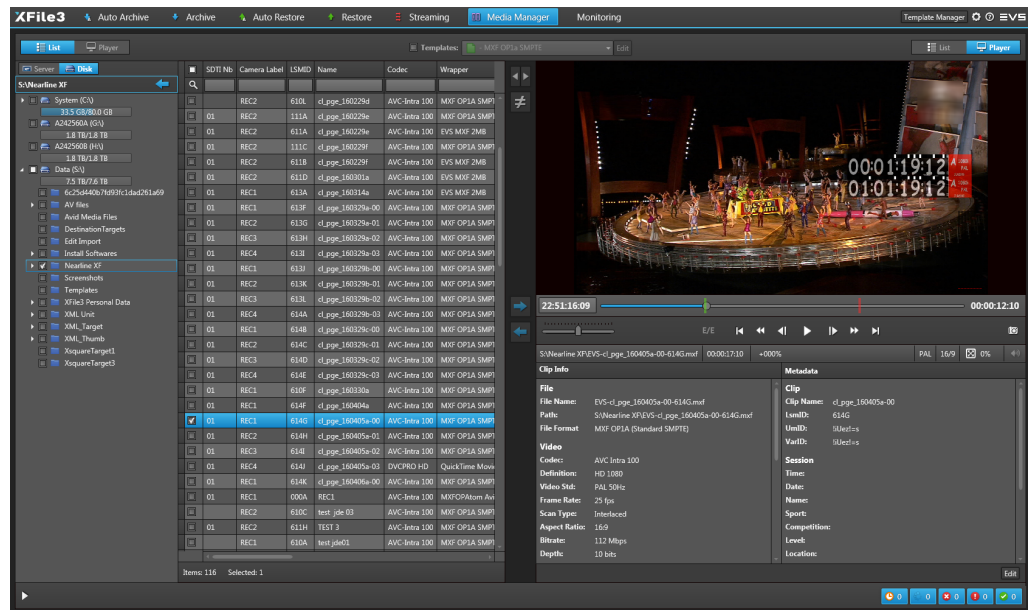 XFile3 Auto Archive Archive Auto Restore Restore Streaming Media Manager Monitoring Template Manager EVS
List Player Templates: - MXF OP1a SMPTE Edit List Player
Server Disk
S:\Nearline XF
System (C:\)
33.5 GB/80.0 GB
A242560A (G:\)
1.8 TB/1.8 TB
A242560B (H:\)
1.8 TB/1.8 TB
Data (S:\)
7.5 TB/7.6 TB
6c25d440b7fd93fc1dad261a69
AV files
Avid Media Files
DestinationTargets
Edit Import
Install Softwares
Nearline XF
Screenshots
Templates
XFile3 Personal Data
XML Unit
XML_Target
XML_Thumb
XsquareTarget1
XsquareTarget3
SDTI Nb Camera Label LSMID Name Codec Wrapper
REC2 610L cl_pge_160229d AVC-Intra 100 MXF OP1A SMPT
01 REC2 111A cl_pge_160229e AVC-Intra 100 MXF OP1A SMPT
01 REC2 611A cl_pge_160229e AVC-Intra 100 EVS MXF 2MB
01 REC2 111C cl_pge_160229f AVC-Intra 100 MXF OP1A SMPT
01 REC2 611B cl_pge_160229f AVC-Intra 100 EVS MXF 2MB
01 REC2 611D cl_pge_160301a AVC-Intra 100 EVS MXF 2MB
01 REC1 613A cl_pge_160314a AVC-Intra 100 EVS MXF 2MB
01 REC1 613F cl_pge_160329a-00 AVC-Intra 100 MXF OP1A SMPT
01 REC2 613G cl_pge_160329a-01 AVC-Intra 100 MXF OP1A SMPT
01 REC3 613H cl_pge_160329a-02 AVC-Intra 100 MXF OP1A SMPT
01 REC4 613I cl_pge_160329a-03 AVC-Intra 100 MXF OP1A SMPT
01 REC1 613J cl_pge_160329b-00 AVC-Intra 100 MXF OP1A SMPT
01 REC2 613K cl_pge_160329b-01 AVC-Intra 100 MXF OP1A SMPT
01 REC3 613L cl_pge_160329b-02 AVC-Intra 100 MXF OP1A SMPT
01 REC4 614A cl_pge_160329b-03 AVC-Intra 100 MXF OP1A SMPT
01 REC1 614B cl_pge_160329c-00 AVC-Intra 100 MXF OP1A SMPT
01 REC2 614C cl_pge_160329c-01 AVC-Intra 100 MXF OP1A SMPT
01 REC3 614D cl_pge_160329c-02 AVC-Intra 100 MXF OP1A SMPT
01 REC4 614E cl_pge_160329c-03 AVC-Intra 100 MXF OP1A SMPT
01 REC1 610F cl_pge_160330a AVC-Intra 100 MXF OP1A SMPT
01 REC1 614F cl_pge_160404a AVC-Intra 100 MXF OP1A SMPT
01 REC1 614G cl_pge_160405a-00 AVC-Intra 100 MXF OP1A SMPT
01 REC2 614H cl_pge_160405a-01 AVC-Intra 100 MXF OP1A SMPT
01 REC3 614I cl_pge_160405a-02 AVC-Intra 100 MXF OP1A SMPT
01 REC4 614J cl_pge_160405a-03 DVCPRO HD QuickTime Movie
01 REC1 614K cl_pge_160406a-00 AVC-Intra 100 MXF OP1A SMPT
01 REC1 000A REC1 AVC-Intra 100 MXFOPAtom Avi
REC2 610C test jde 03 AVC-Intra 100 MXF OP1A SMPT
01 REC2 611H TEST 3 AVC-Intra 100 MXF OP1A SMPT
REC1 610A test jde01 AVC-Intra 100 MXF OP1A SMPT
Items: 116 Selected: 1
00:01:19:12 A
01:01:19:12 A
22:51:16:09 00:00:12:10
E/E
S:\Nearline XF\EVS-cl_pge_160405a-00-614G.mxf 00:00:17:10 +000% PAL 16/9 0%
Clip Info
File
File Name: EVS-cl_pge_160405a-00-614G.mxf
Path: S:\Nearline XF\EVS-cl_pge_160405a-00-614G.mxf
File Format MXF OP1A (Standard SMPTE)
Video
Codec: AVC Intra 100
Definition: HD 1080
Video Std: PAL 50Hz
Frame Rate: 25 fps
Scan Type: Interlaced
Aspect Ratio: 16:9
Bitrate: 112 Mbps
Depth: 10 bits
Metadata
Clip
Clip Name: cl_pge_160405a-00
LsmID: 614G
UmID: 5iUez!=s
VarID: 5iUez!=s
Session
Time:
Date:
Name:
Sport:
Competition:
Level:
Location:
Edit
0 0 0 0 0